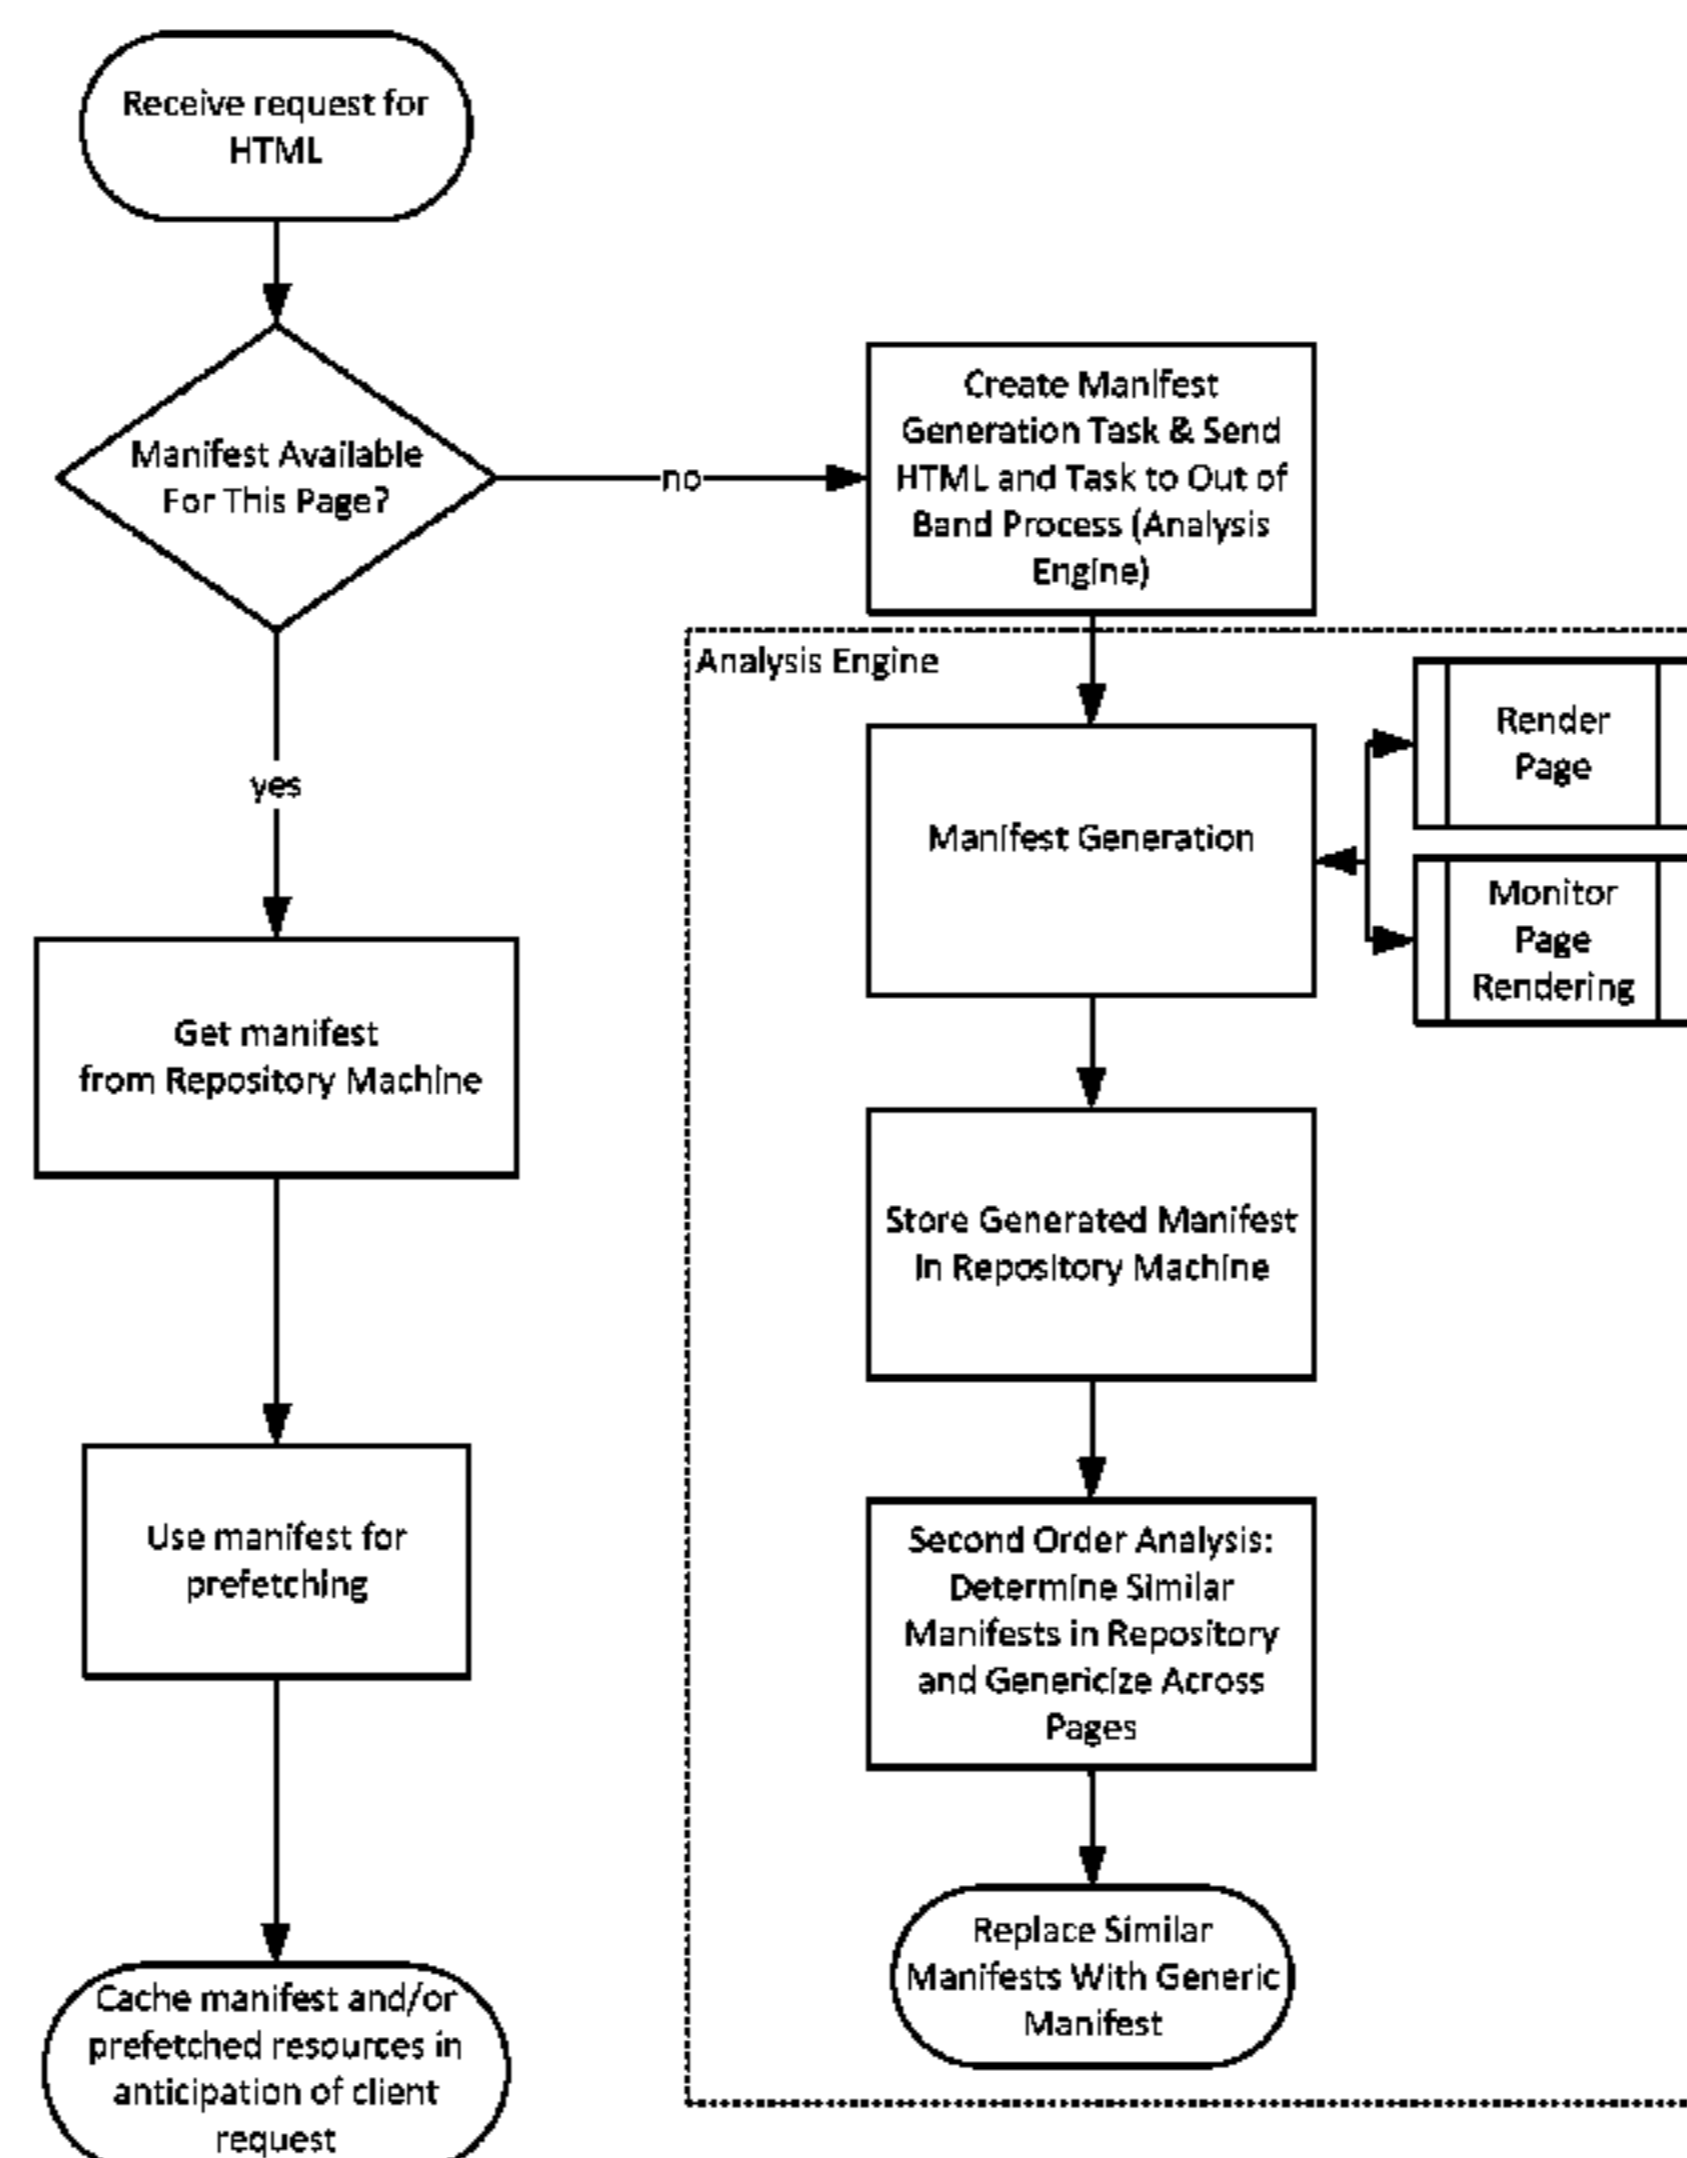 Receive request for
HTML
Manifest Available
For This Page?
no
Create Manifest
Generation Task & Send
HTML and Task to Out of
Band Process (Analysis
Engine)
Analysis Engine
yes
Manifest Generation
Render
Page
Monitor
Page
Rendering
Get manifest
from Repository Machine
Store Generated Manifest
in Repository Machine
Use manifest for
prefetching
Second Order Analysis:
Determine Similar
Manifests in Repository
and Genericize Across
Pages
Replace Similar
Manifests With Generic
Manifest
Cache manifest and/or
prefetched resources in
anticipation of client
request